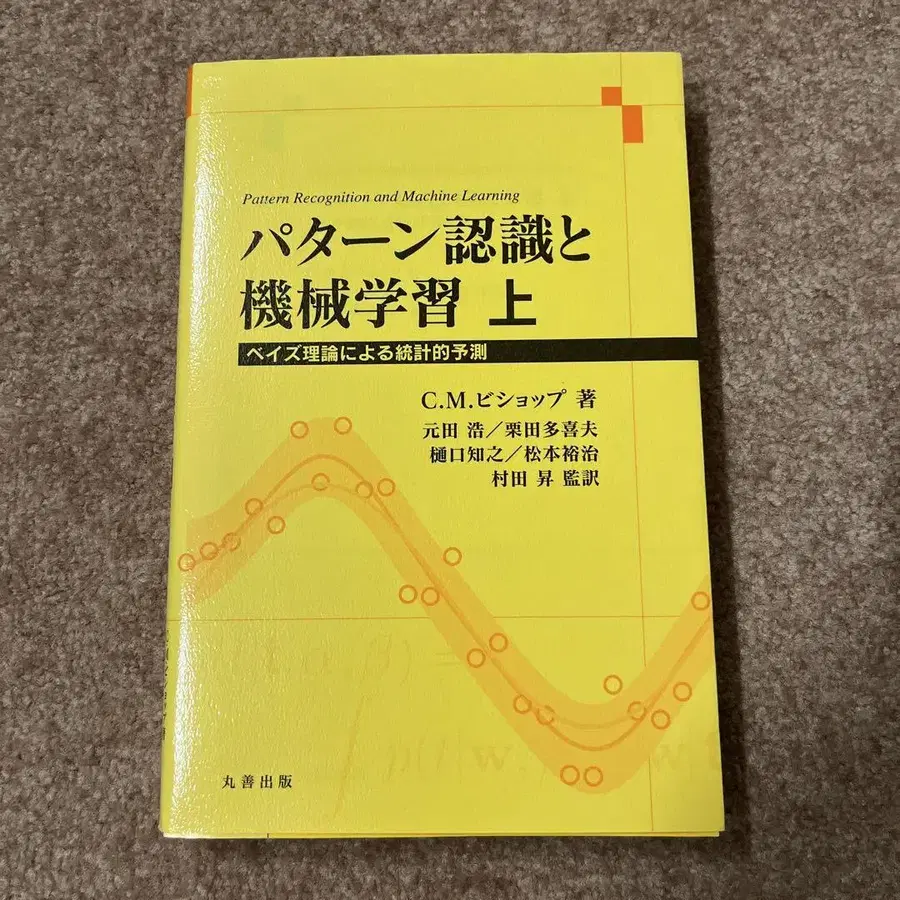 Pattern Recognition and Machine Learning
パターン認識と
機械学習 上
ベイズ理論による統計的予測
C.M.ビショップ 著
元田 浩／栗田多喜夫
樋口知之／松本裕治
村田 昇 監訳
丸善出版